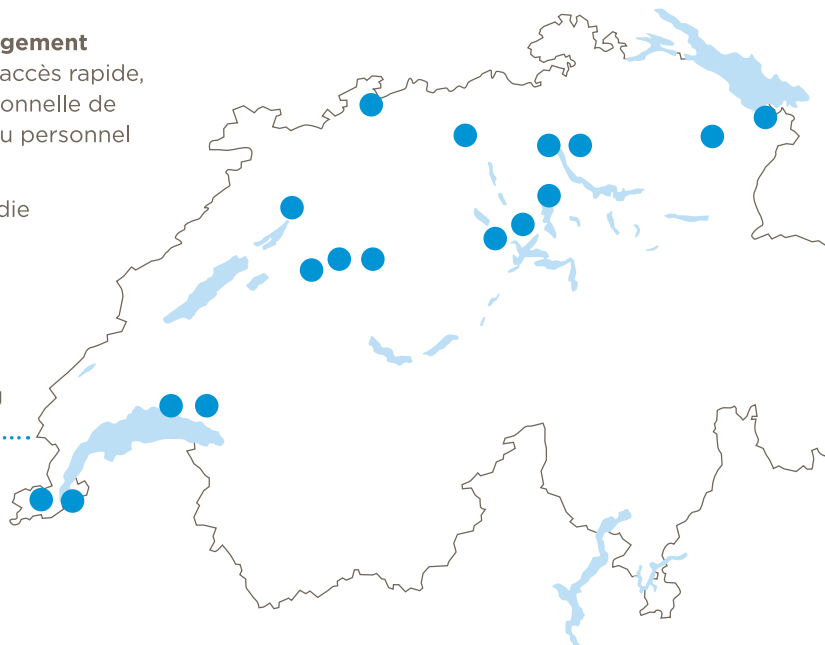 gement
accès rapide,
onnelle de
u personnel
die